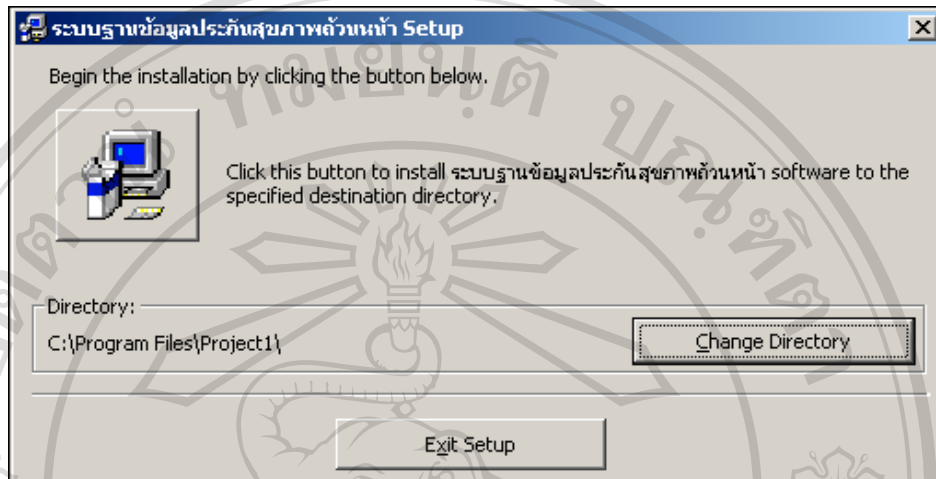 ระบบฐานข้อมูลประกันสุขภาพถ้วนหน้า Setup
Begin the installation by clicking the button below.
Click this button to install ระบบฐานข้อมูลประกันสุขภาพถ้วนหน้า software to the
specified destination directory.
Directory:
C:\Program Files\Project1\
Change Directory
Exit Setup